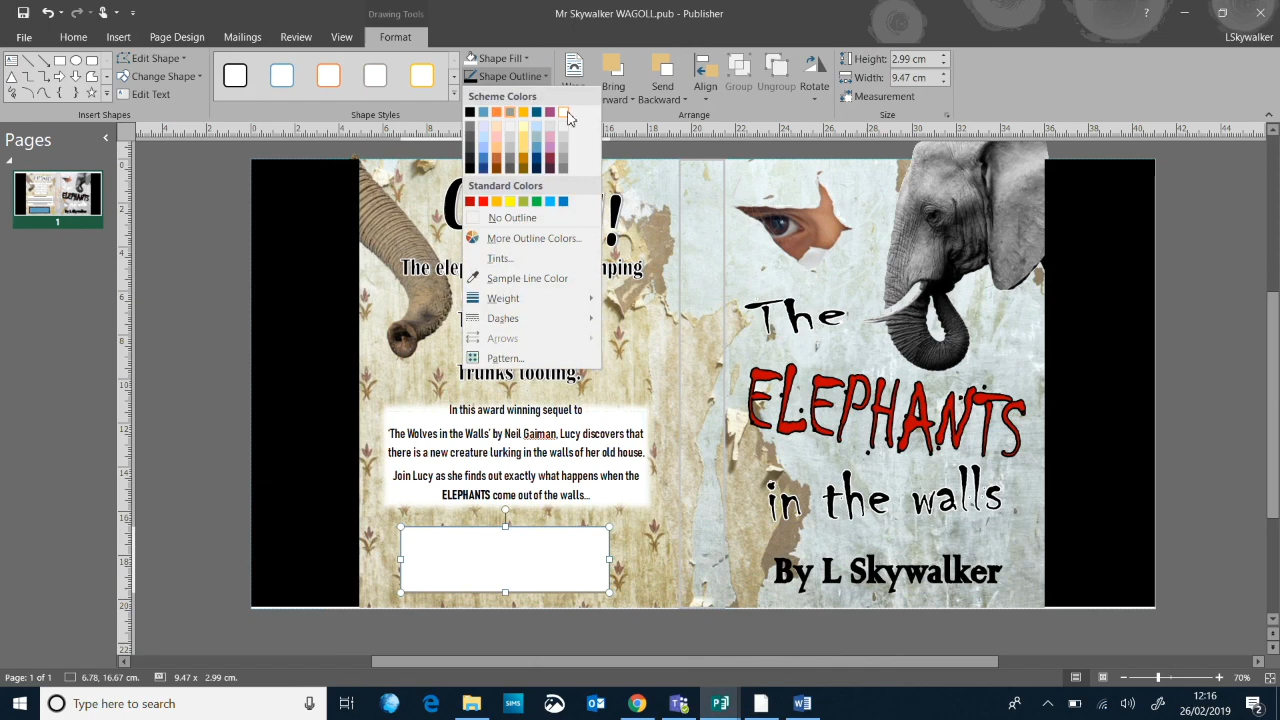 Drawing Tools
Mr Skywalker WAGOLL.pub - Publisher
?
File
Home
Insert
Page Design
Mailings
Review
View
Format
LSkywalker
Edit Shape
Change Shape
Edit Text
Shape Fill
Shape Outline
Bring
Send
Backward
Align
Group
Ungroup
Rotate
Height: 2.99 cm
Width: 9.47 cm
Measurement
Insert Shapes
Shape Styles
Arrange
Size
Scheme Colors
Standard Colors
No Outline
More Outline Colors...
Tints...
Sample Line Color
Weight
Dashes
Arrows
Pattern...
Pages
1
!
Trunks tooting.
In this award winning sequel to
'The Wolves in the Walls' by Neil Gaiman, Lucy discovers that
there is a new creature lurking in the walls of her old house.
Join Lucy as she finds out exactly what happens when the
ELEPHANTS come out of the walls...
The
ELEPHANTS
in the walls
By L Skywalker
Page: 1 of 1
6.78, 16.67 cm.
9.47 x 2.99 cm.
70%
Type here to search
SIMS
12:16
26/02/2019
2